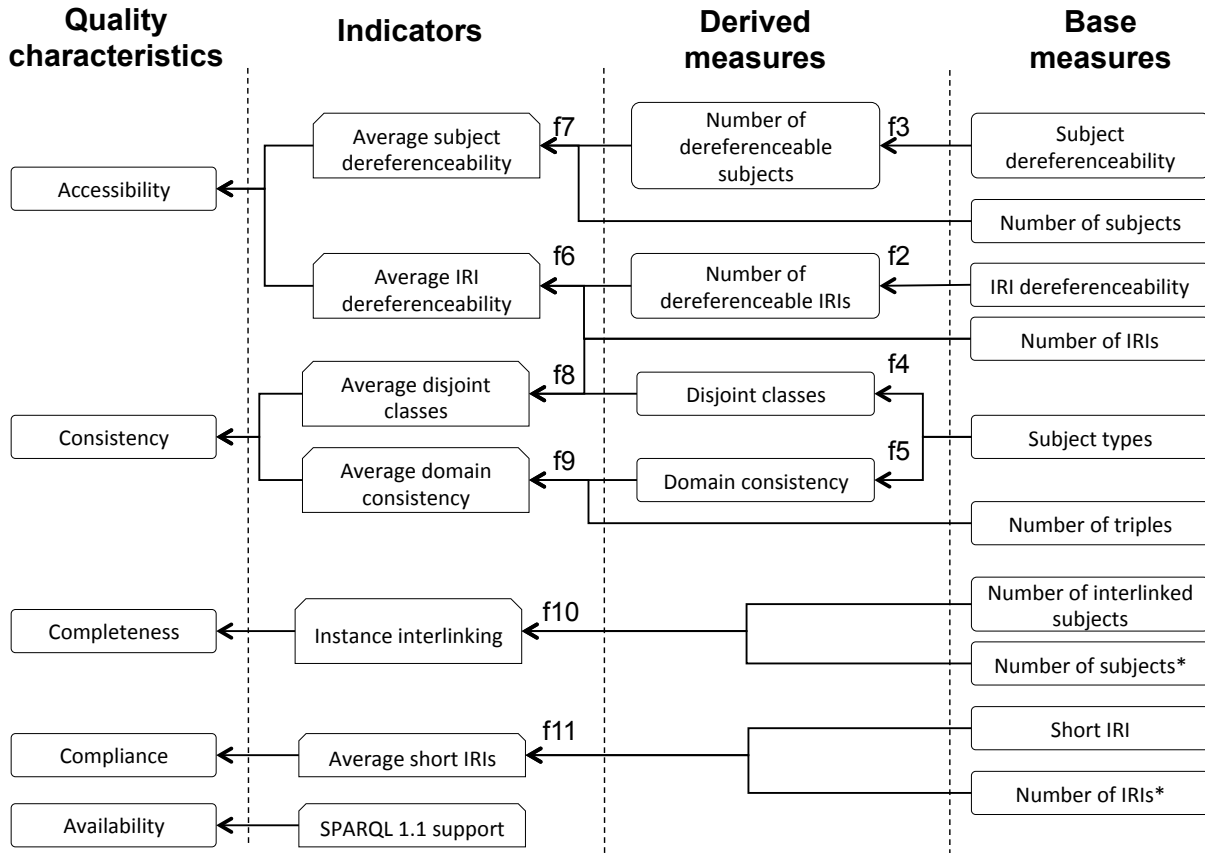 Quality
characteristics
Indicators
Derived
measures
Base
measures
Average subject
dereferenceability
f7
Number of
dereferenceable
subjects
f3
Subject
dereferenceability
Accessibility
Number of subjects
Average IRI
dereferenceability
f6
Number of
dereferenceable IRIs
f2
IRI dereferenceability
Number of IRIs
Average disjoint
classes
f8
Disjoint classes
f4
Consistency
Subject types
Average domain
consistency
f9
Domain consistency
f5
Number of triples
Number of interlinked
subjects
Completeness
Instance interlinking
f10
Number of subjects*
Short IRI
Compliance
Average short IRIs
f11
Number of IRIs*
Availability
SPARQL 1.1 support